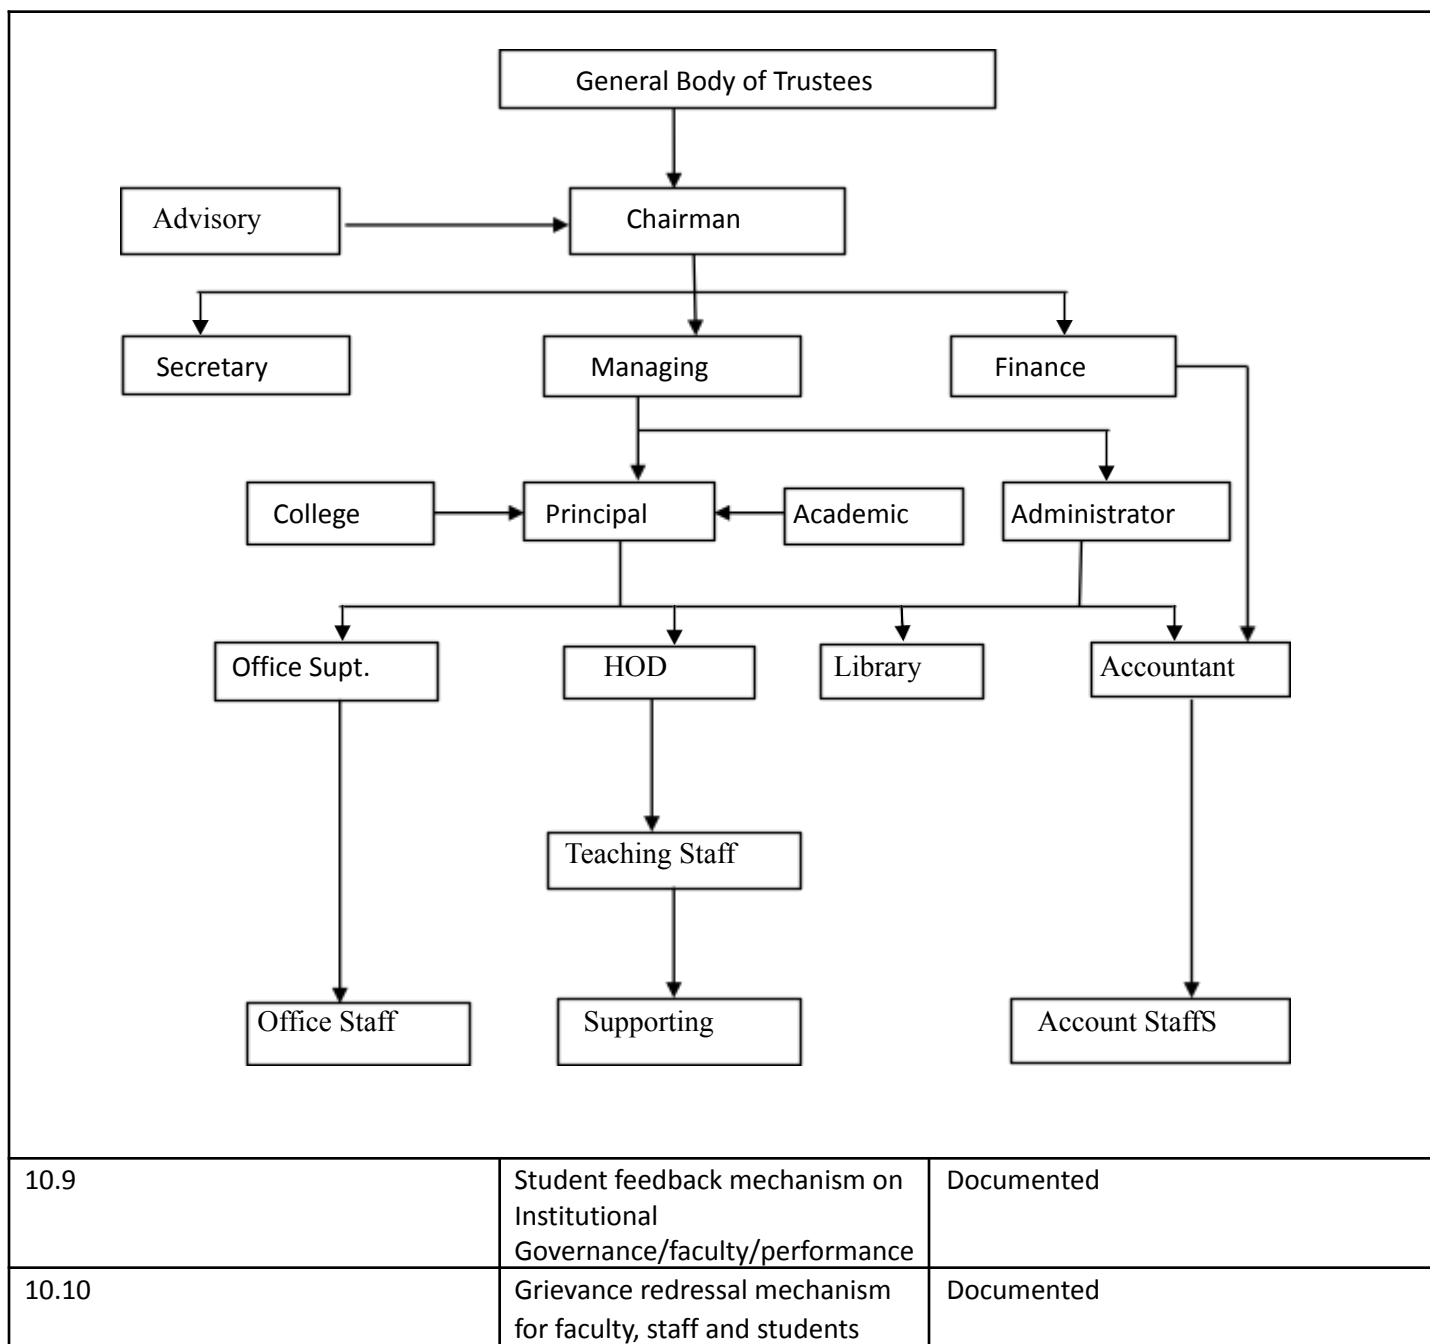 General Body of Trustees
Advisory
Chairman
Secretary
Managing
Finance
College
Principal
Academic
Administrator
Office Supt.
HOD
Library
Accountant
Teaching Staff
Office Staff
Supporting
Account StaffS
10.9
Student feedback mechanism on
Institutional
Governance/faculty/performance
Documented
10.10
Grievance redressal mechanism
for faculty, staff and students
Documented